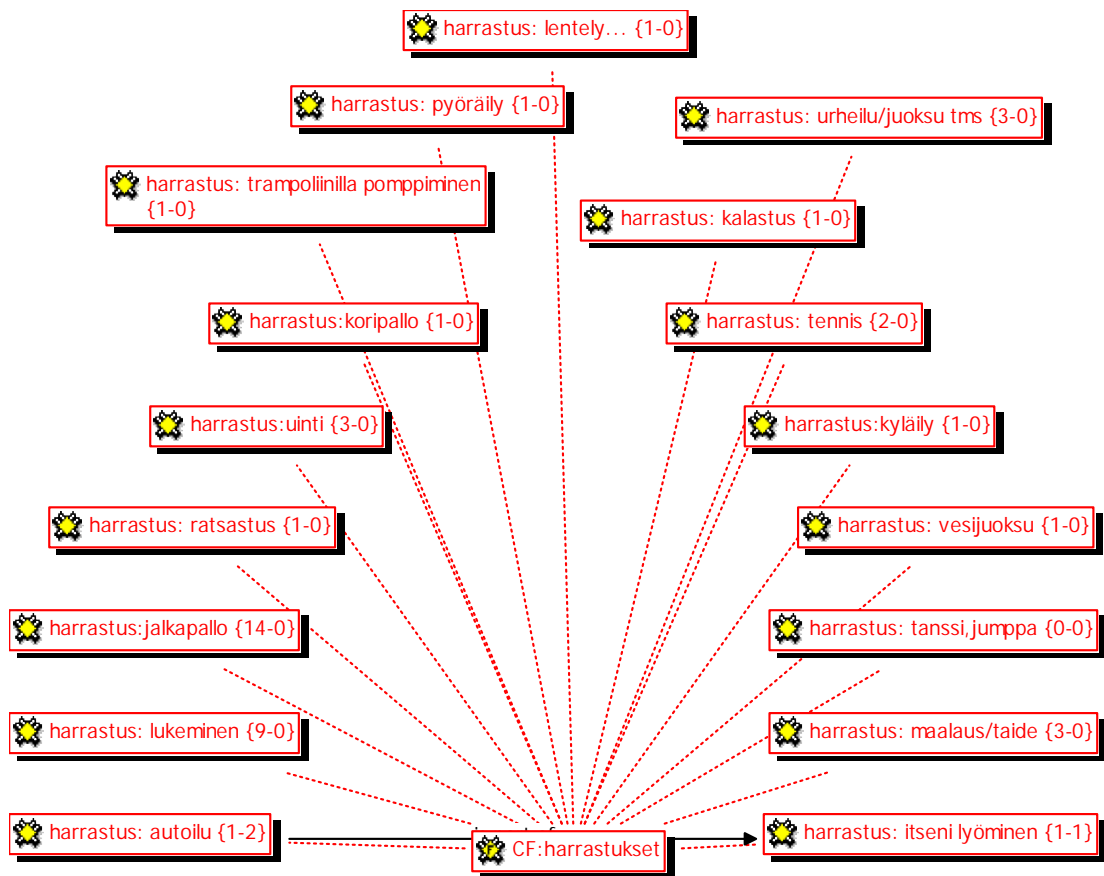 harrastus: lentely... {1-0}
harrastus: pyöräily {1-0}
harrastus: urheilu/juoksu tms {3-0}
harrastus: trampoliinilla pomppiminen
{1-0}
harrastus: kalastus {1-0}
harrastus:koripallo {1-0}
harrastus: tennis {2-0}
harrastus:uinti {3-0}
harrastus:kyläily {1-0}
harrastus: ratsastus {1-0}
harrastus: vesijuoksu {1-0}
harrastus:jalkapallo {14-0}
harrastus: tanssi,jumppa {0-0}
harrastus: lukeminen {9-0}
harrastus: maalaus/taide {3-0}
harrastus: autoilu {1-2}
harrastus: itseni lyöminen {1-1}
CF:harrastukset